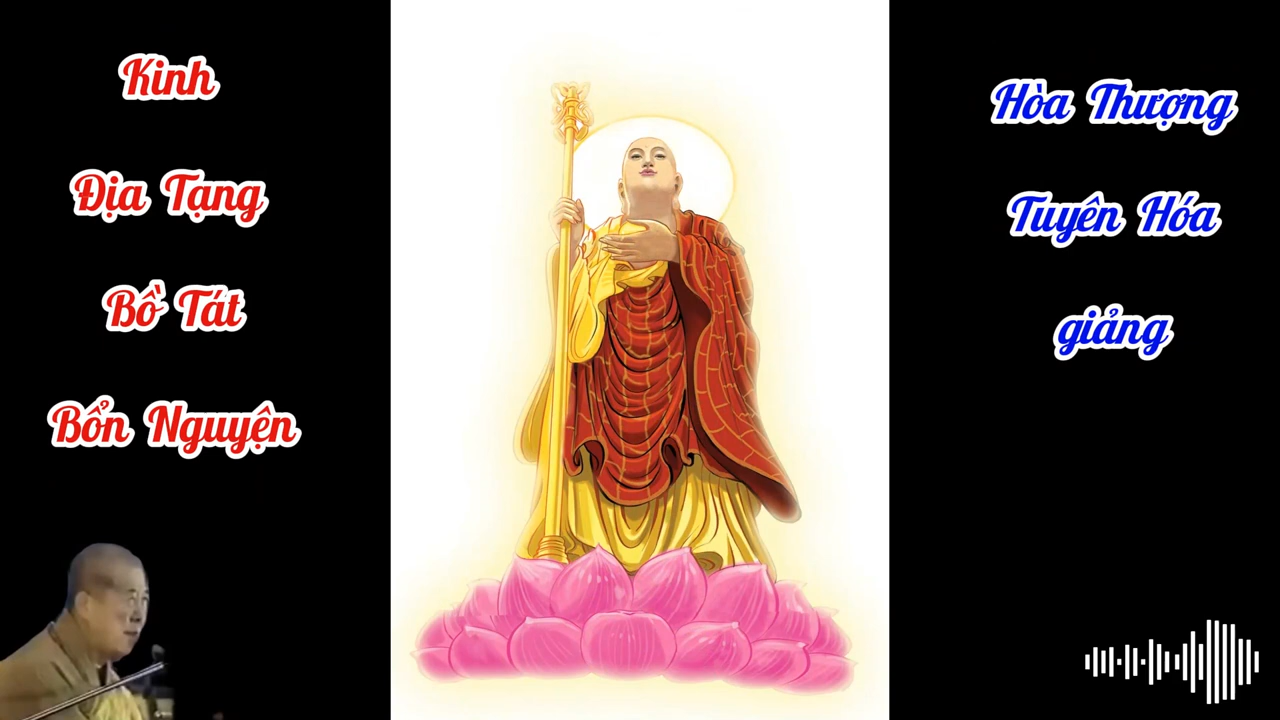 Kinh
Địa Tạng
Bồ Tát
Bổn Nguyện
Hòa Thượng
Tuyên Hóa
giảng